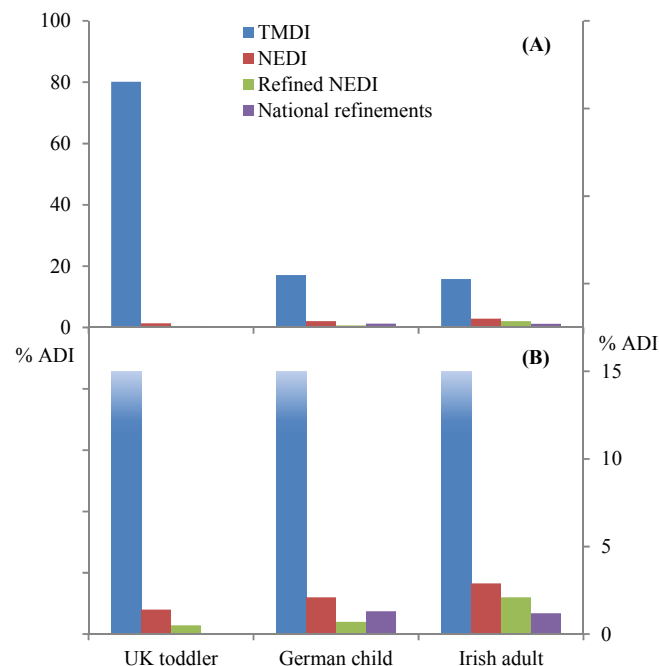 100
80
60
40
20
0
TMDI
NEDI
Refined NEDI
National refinements
(A)
% ADI
(B)
% ADI
15
10
5
0
UK toddler
German child
Irish adult